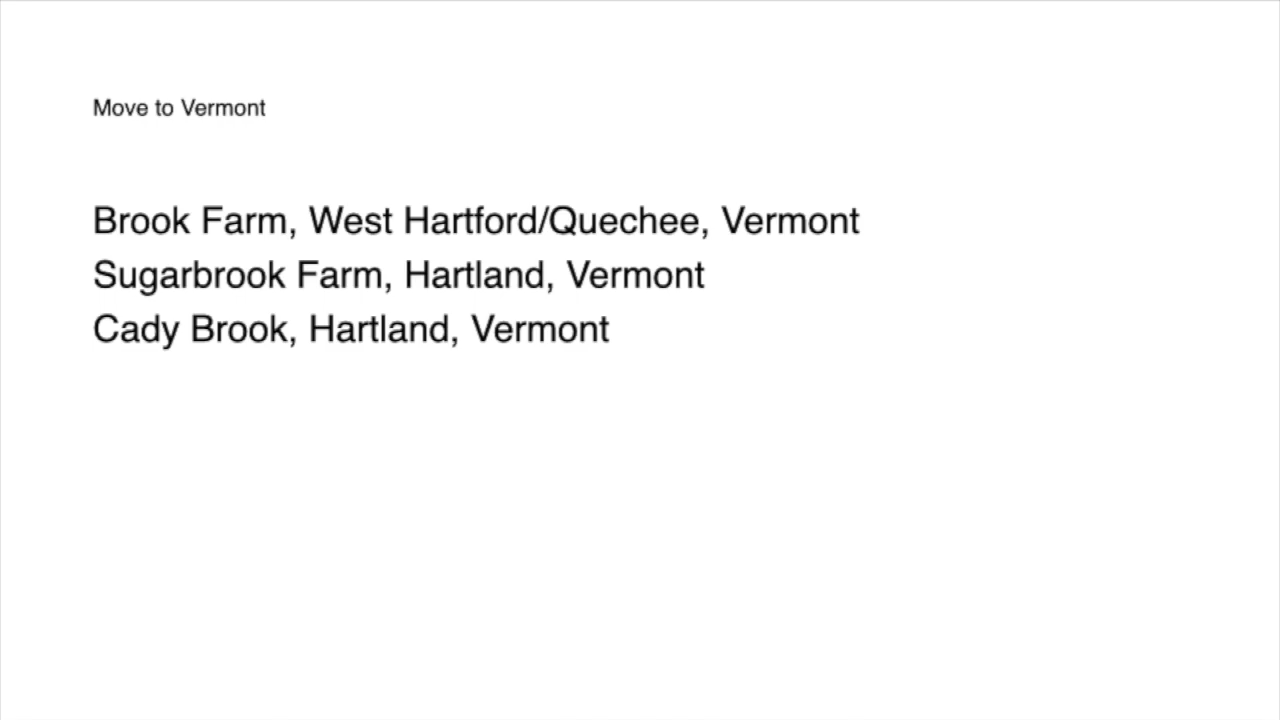 Move to Vermont
Brook Farm, West Hartford/Quechee, Vermont
Sugarbrook Farm, Hartland, Vermont
Cady Brook, Hartland, Vermont